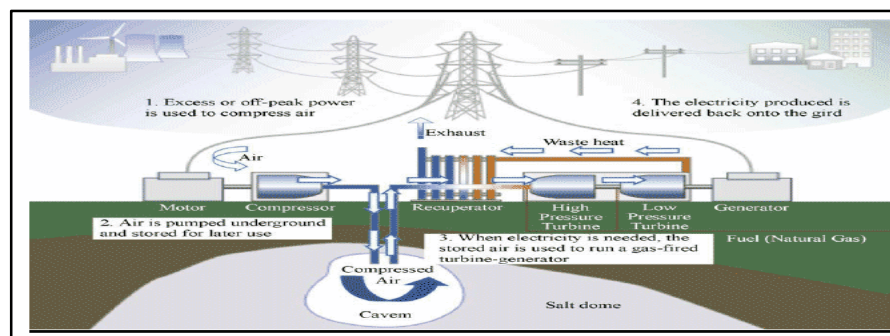 1. Excess or off-peak power
is used to compress air
4. The electricity produced is
delivered back onto the gird
Exhaust
Waste heat
Air
Motor
Compressor
Recuperator
High
Pressure
Turbine
Low
Pressure
Turbine
Generator
2. Air is pumped underground
and stored for later use
3. When electricity is needed, the
stored air is used to run a gas-fired
turbine-generator
Fuel (Natural Gas)
Compressed
Air
Cavem
Salt dome